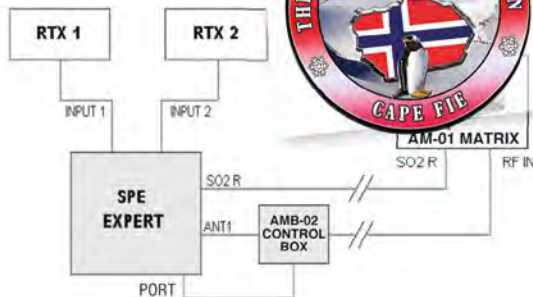 RTX 1
RTX 2
INPUT 1
INPUT 2
CAPE FIE
AM-01 MATRIX
SO2 R
RF IN
SPE
EXPERT
SO2 R
ANT1
AMB-02
CONTROL
BOX
PORT